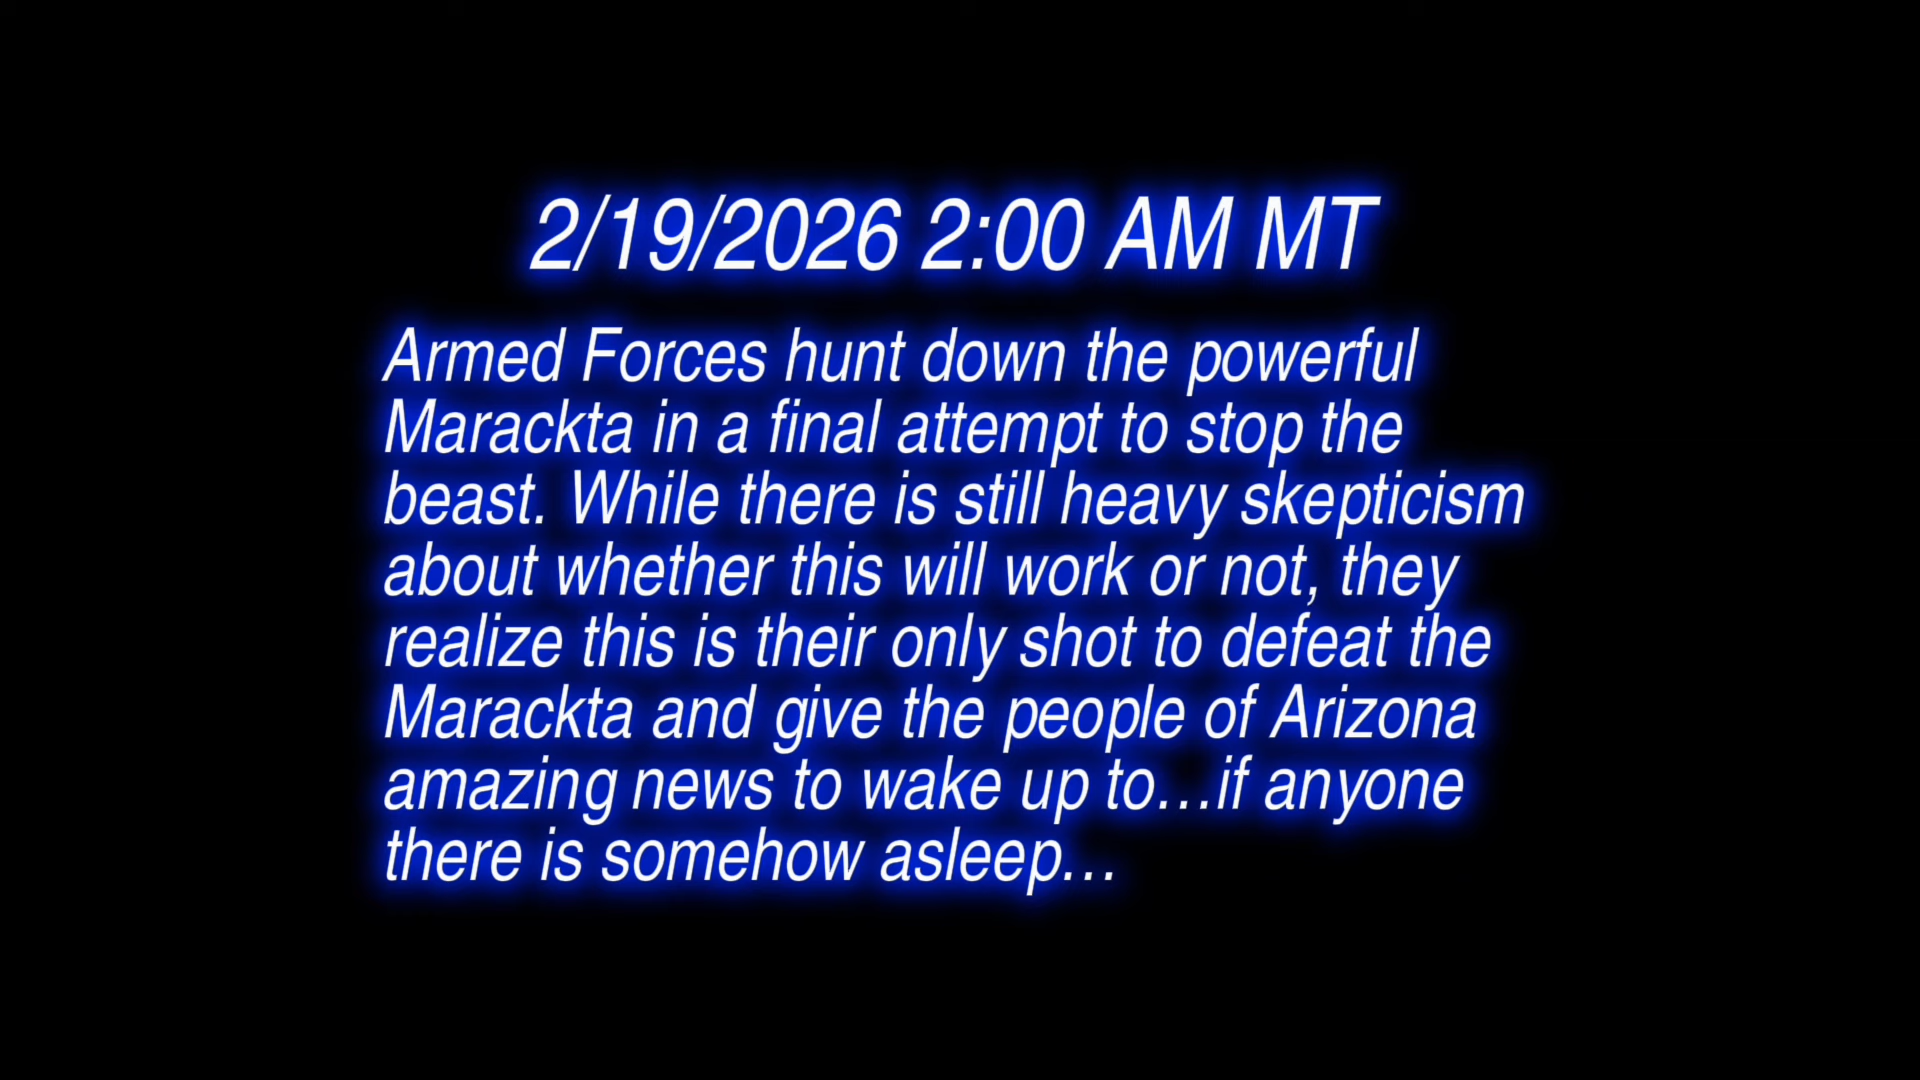 2/19/2026 2:00 AM MT
Armed Forces hunt down the powerful
Marackta in a final attempt to stop the
beast. While there is still heavy skepticism
about whether this will work or not, they
realize this is their only shot to defeat the
Marackta and give the people of Arizona
amazing news to wake up to…if anyone
there is somehow asleep…